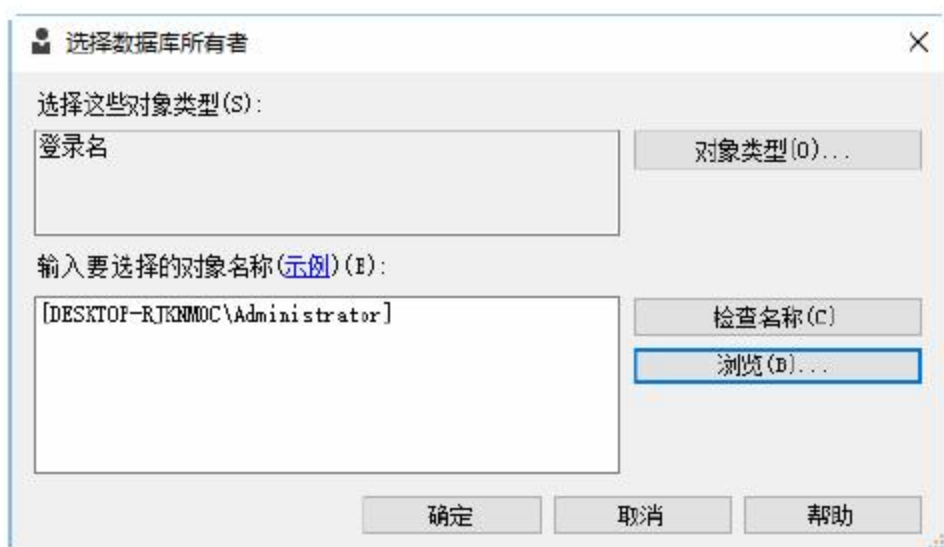 选择数据库所有者
选择这些对象类型(S):
登录名
对象类型(O)...
输入要选择的对象名称(示例)(E):
[DESKTOP-RJKNMOC\Administrator]
检查名称(C)
浏览(B)...
确定
取消
帮助